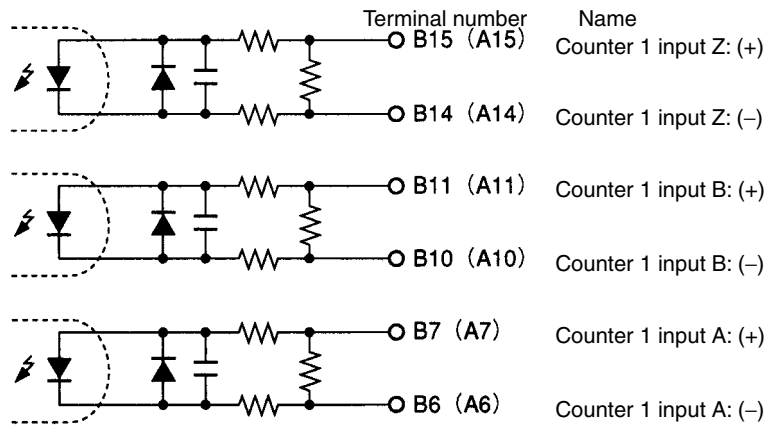 Terminal number Name
B15 (A15) Counter 1 input Z: (+)
B14 (A14) Counter 1 input Z: (−)
B11 (A11) Counter 1 input B: (+)
B10 (A10) Counter 1 input B: (−)
B7 (A7) Counter 1 input A: (+)
B6 (A6) Counter 1 input A: (−)